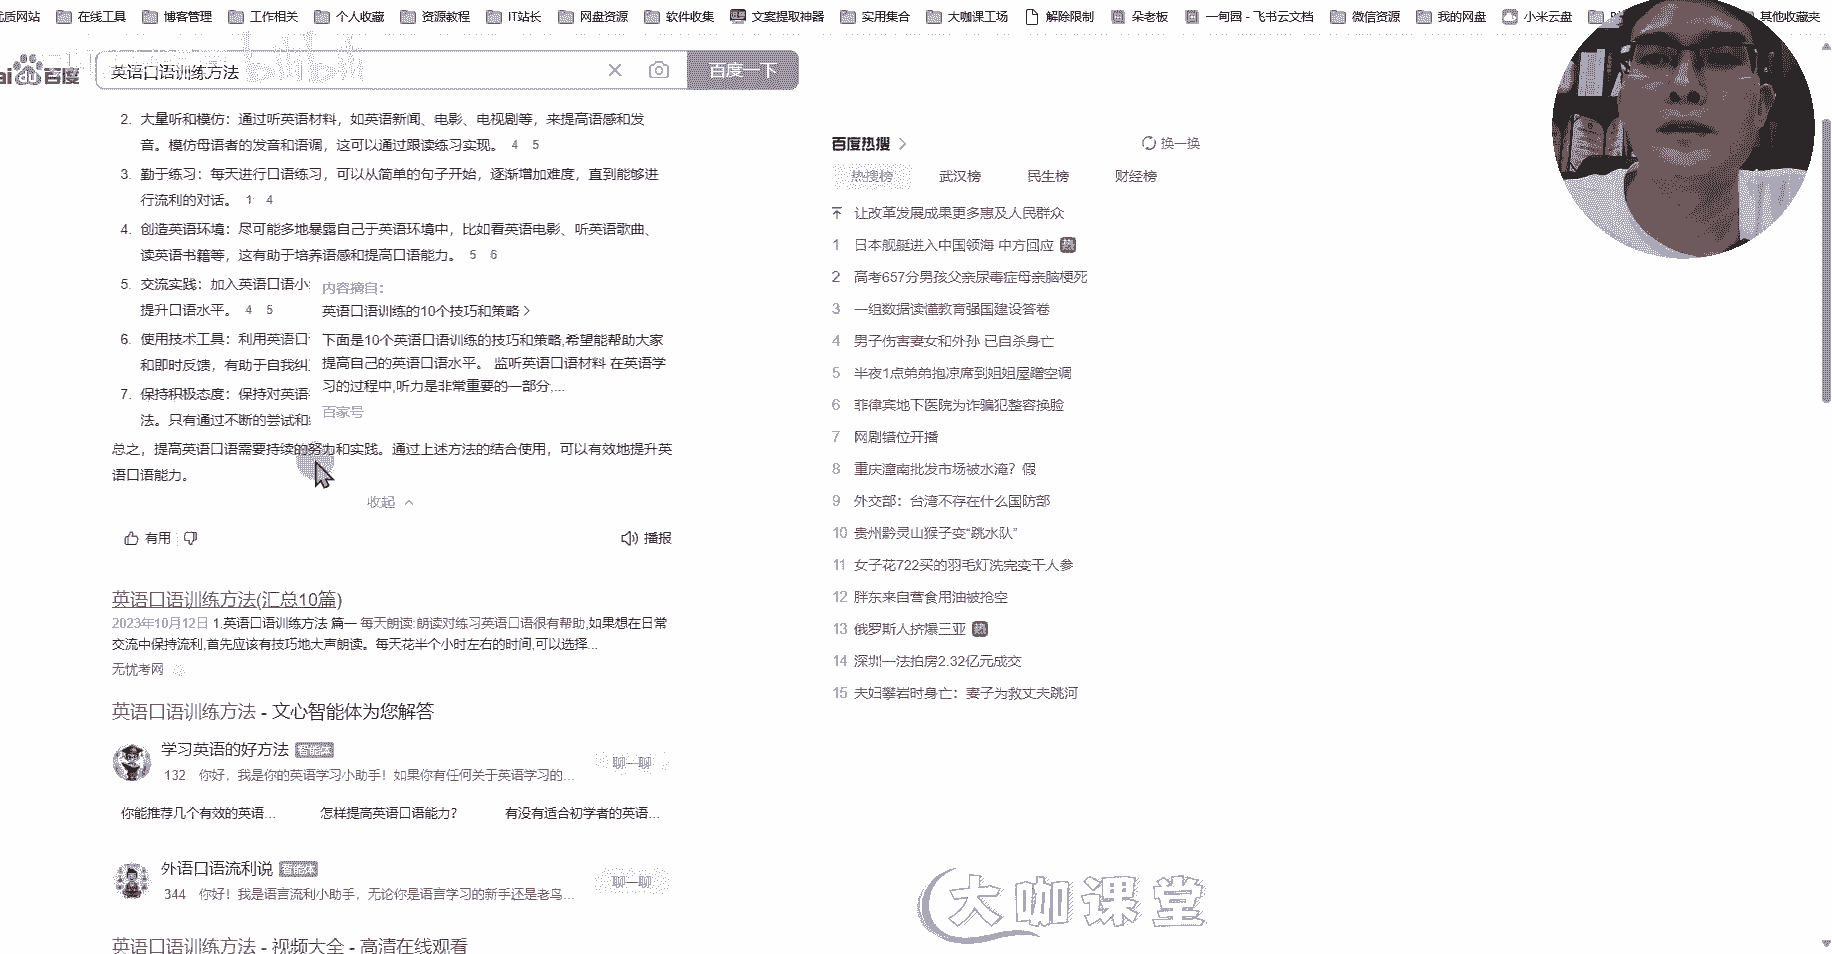 优质网站 在线工具 博客管理 工作相关 个人收藏 资源教程 IT站长 网盘资源 软件收集 文案提取神器 实用集合 大咖课工场 解除限制 朵老板 一甸园 - 飞书云文档 微信资源 我的网盘 小米云盘 其他收藏夹
bilibili
百度
英语口语训练方法
百度一下
2. 大量听和模仿：通过听英语材料，如英语新闻、电影、电视剧等，来提高语感和发
音。模仿母语者的发音和语调，这可以通过跟读练习实现。 4 5
3. 勤于练习：每天进行口语练习，可以从简单的句子开始，逐渐增加难度，直到能够进
行流利的对话。 1 4
4. 创造英语环境：尽可能多地暴露自己于英语环境中，比如看英语电影、听英语歌曲、
读英语书籍等，这有助于培养语感和提高口语能力。 5 6
5. 交流实践：加入英语口语小
提升口语水平。 4 5
6. 使用技术工具：利用英语口
和即时反馈，有助于自我纠
7. 保持积极态度：保持对英语
法。只有通过不断的尝试和
内容摘自：
英语口语训练的10个技巧和策略 >
下面是10个英语口语训练的技巧和策略,希望能帮助大家
提高自己的英语口语水平。 监听英语口语材料 在英语学
习的过程中,听力是非常重要的一部分,...
百家号
总之，提高英语口语需要持续的努力和实践。通过上述方法的结合使用，可以有效地提升英
语口语能力。
收起
有用
播报
英语口语训练方法(汇总10篇)
2023年10月12日 1.英语口语训练方法 篇一 每天朗读:朗读对练习英语口语很有帮助,如果想在日常
交流中保持流利,首先应该有技巧地大声朗读。每天花半个小时左右的时间,可以选择...
无忧考网
英语口语训练方法 - 文心智能体为您解答
学习英语的好方法 智能体
132 你好，我是你的英语学习小助手！如果你有任何关于英语学习的...
聊一聊
你能推荐几个有效的英语... 怎样提高英语口语能力? 有没有适合初学者的英语...
外语口语流利说 智能体
344 你好！我是语言流利小助手，无论你是语言学习的新手还是老鸟...
聊一聊
英语口语训练方法 - 视频大全 - 高清在线观看
百度热搜 >
换一换
热搜榜 武汉榜 民生榜 财经榜
让改革发展成果更多惠及人民群众
1 日本舰艇进入中国领海 中方回应 热
2 高考657分男孩父亲尿毒症母亲脑梗死
3 一组数据读懂教育强国建设答卷
4 男子伤害妻女和外孙 已自杀身亡
5 半夜1点弟弟抱凉席到姐姐屋蹭空调
6 菲律宾地下医院为诈骗犯整容换脸
7 网剧错位开播
8 重庆潼南批发市场被水淹？假
9 外交部：台湾不存在什么国防部
10 贵州黔灵山猴子变“跳水队”
11 女子花722买的羽毛灯洗完变千人参
12 胖东来自营食用油被抢空
13 俄罗斯人挤爆三亚 热
14 深圳一法拍房2.32亿元成交
15 夫妇攀岩时身亡：妻子为救丈夫跳河
大咖课堂